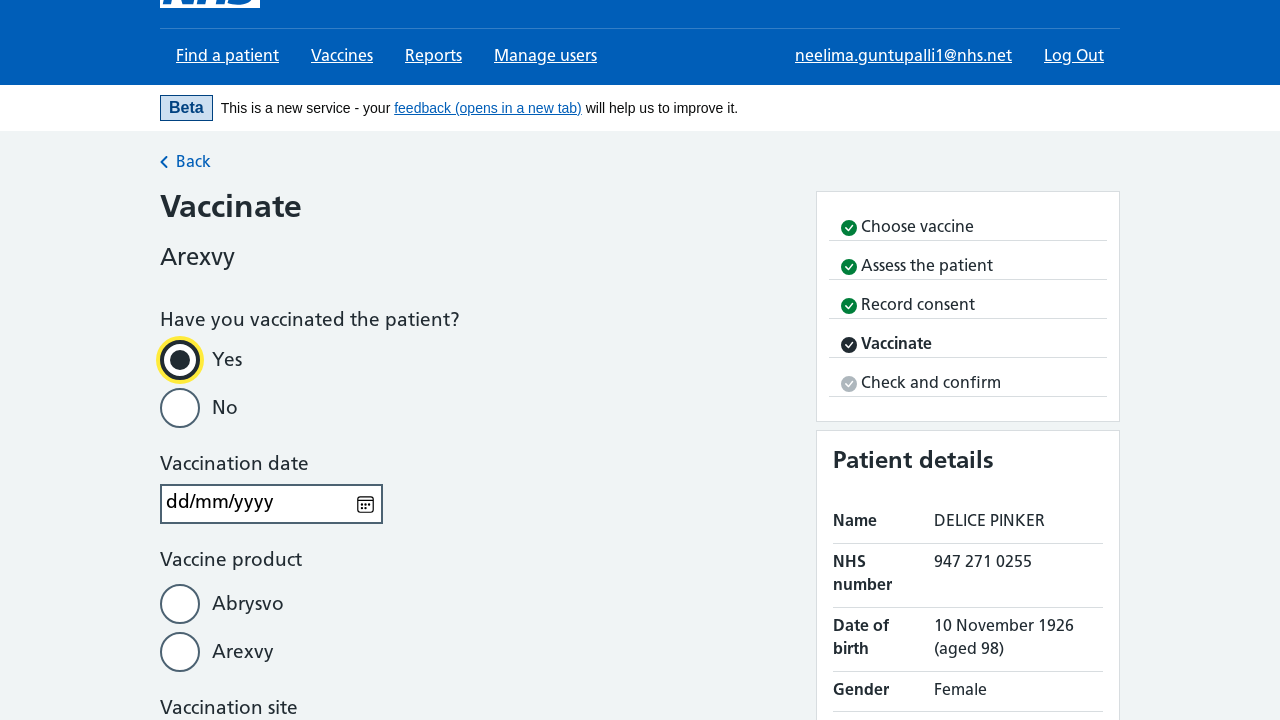 NHS
Find a patient Vaccines Reports Manage users neelima.guntupalli1@nhs.net Log Out
Beta This is a new service - your feedback (opens in a new tab) will help us to improve it.
Back
Vaccinate
Arexvy
Have you vaccinated the patient?
Yes
No
Vaccination date
dd/mm/yyyy
Vaccine product
Abrysvo
Arexvy
Vaccination site
Choose vaccine
Assess the patient
Record consent
Vaccinate
Check and confirm
Patient details
Name DELICE PINKER
NHS number 947 271 0255
Date of birth 10 November 1926 (aged 98)
Gender Female